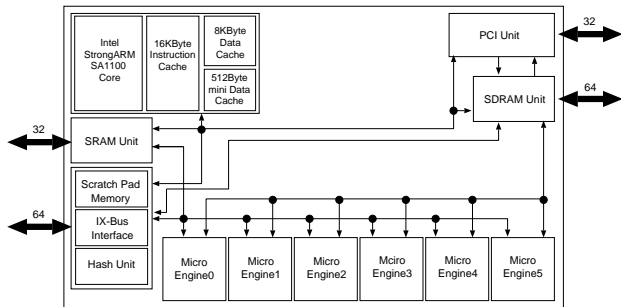 Intel
StrongARM
SA1100
Core
16KByte
Instruction
Cache
8KByte
Data
Cache
512Byte
mini Data
Cache
PCI Unit
32
SDRAM Unit
64
32
SRAM Unit
Scratch Pad
Memory
64
IX-Bus
Interface
Hash Unit
Micro
Engine0
Micro
Engine1
Micro
Engine2
Micro
Engine3
Micro
Engine4
Micro
Engine5